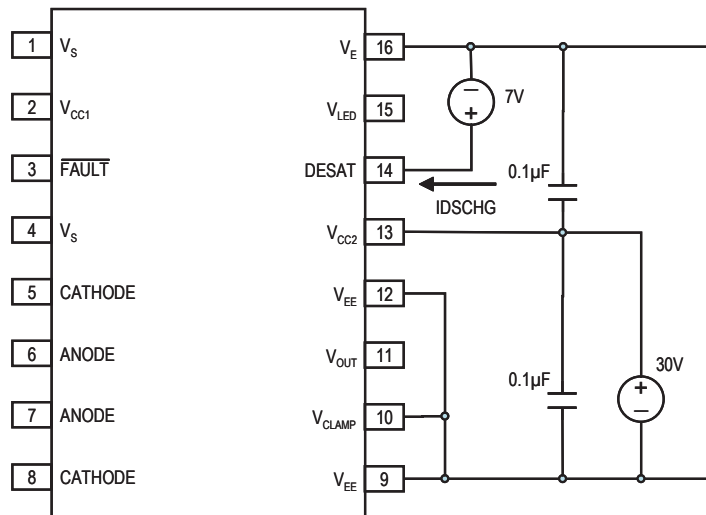 1 V_S
V_E 16
7V
2 V_CC1
V_LED 15
3 FAULT
DESAT 14
0.1µF
IDSCHG
4 V_S
V_CC2 13
5 CATHODE
V_EE 12
6 ANODE
V_OUT 11
30V
0.1µF
7 ANODE
V_CLAMP 10
8 CATHODE
V_EE 9